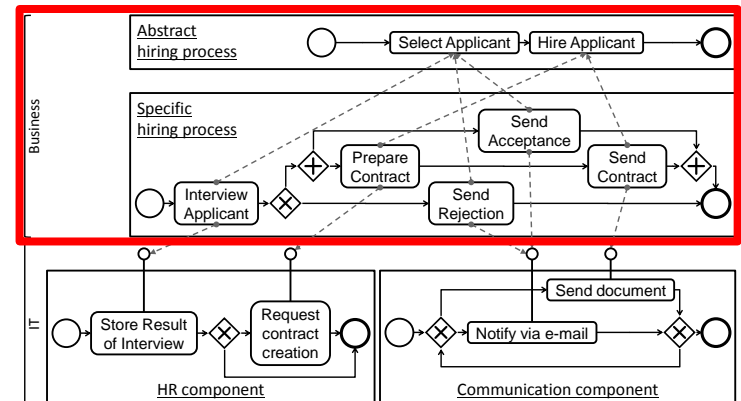 Abstract
hiring process
Select Applicant
Hire Applicant
Business
Specific
hiring process
Send
Acceptance
Prepare
Contract
Send
Contract
Interview
Applicant
Send
Rejection
IT
Store Result
of Interview
Request
contract
creation
HR component
Send document
Notify via e-mail
Communication component